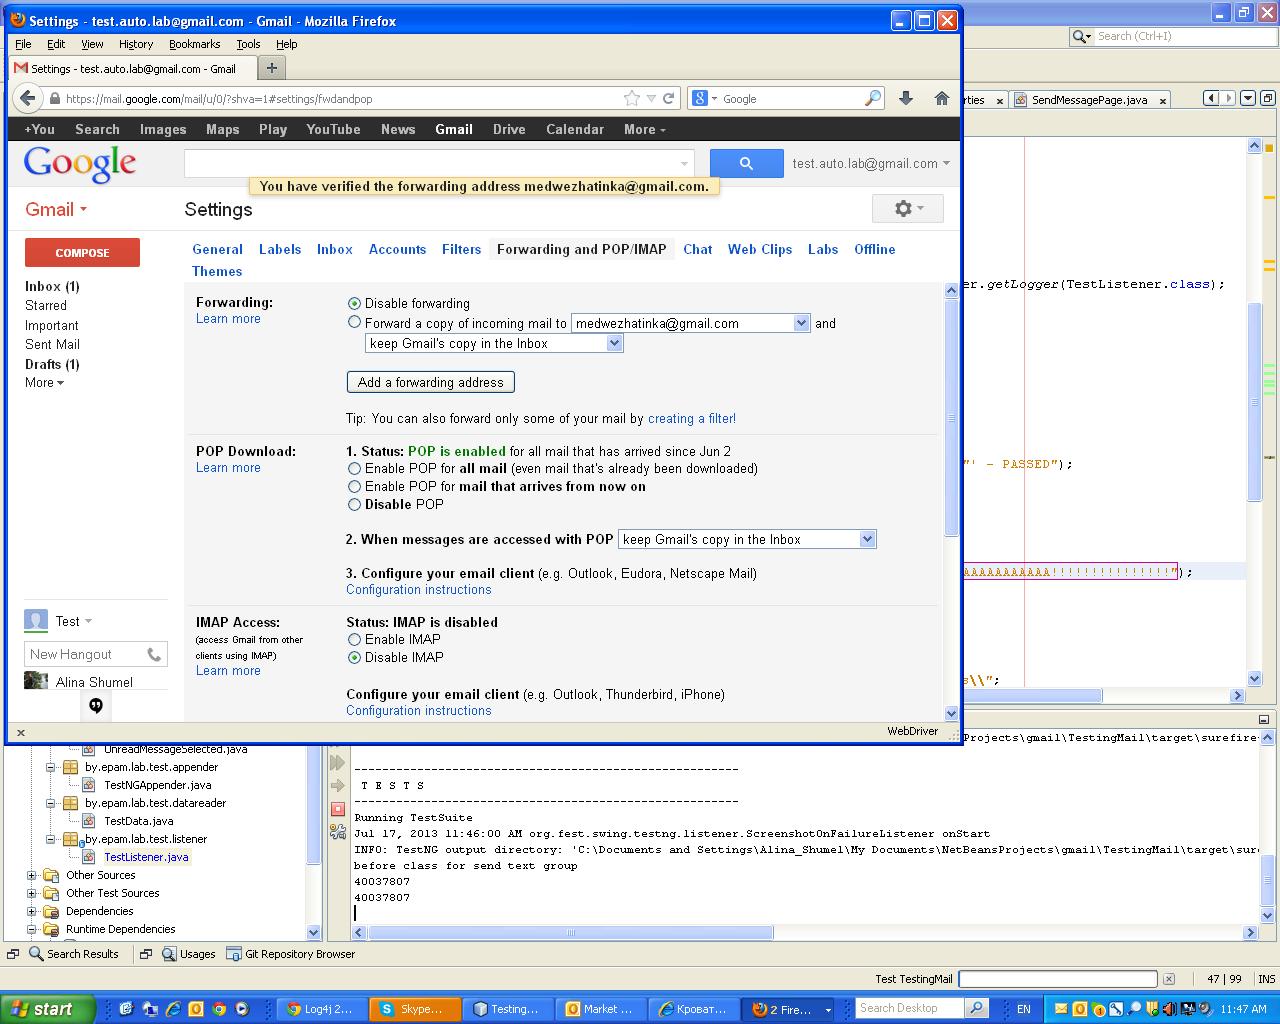 Settings - test.auto.lab@gmail.com - Gmail - Mozilla Firefox
File Edit View History Bookmarks Tools Help
Settings - test.auto.lab@gmail.com - Gmail
https://mail.google.com/mail/u/0/?shva=1#settings/fwdandpop
Google
Search (Ctrl+I)
rties SendMessagePage.java
+You Search Images Maps Play YouTube News Gmail Drive Calendar More
Google
test.auto.lab@gmail.com
You have verified the forwarding address medwezhatinka@gmail.com.
Gmail
Settings
COMPOSE
Inbox (1)
Starred
Important
Sent Mail
Drafts (1)
More
General Labels Inbox Accounts Filters Forwarding and POP/IMAP Chat Web Clips Labs Offline
Themes
Forwarding:
Learn more
Disable forwarding
Forward a copy of incoming mail to medwezhatinka@gmail.com and
keep Gmail's copy in the Inbox
Add a forwarding address
Tip: You can also forward only some of your mail by creating a filter!
POP Download:
Learn more
1. Status: POP is enabled for all mail that has arrived since Jun 2
Enable POP for all mail (even mail that's already been downloaded)
Enable POP for mail that arrives from now on
Disable POP
2. When messages are accessed with POP keep Gmail's copy in the Inbox
3. Configure your email client (e.g. Outlook, Eudora, Netscape Mail)
Configuration instructions
IMAP Access:
(access Gmail from other
clients using IMAP)
Learn more
Status: IMAP is disabled
Enable IMAP
Disable IMAP
Configure your email client (e.g. Outlook, Thunderbird, iPhone)
Configuration instructions
Test
New Hangout
Alina Shumel
WebDriver
er.getLogger(TestListener.class);
"' - PASSED");
AAAAAAAAAAA!!!!!!!!!!!!!!!");
s\\";
UnreadMessageSelected.java
by.epam.lab.test.appender
TestNGAppender.java
by.epam.lab.test.datareader
TestData.java
by.epam.lab.test.listener
TestListener.java
Other Sources
Other Test Sources
Dependencies
Runtime Dependencies
Projects\gmail\TestingMail\target\surefire-
-------------------------------------------------------
T E S T S
-------------------------------------------------------
Running TestSuite
Jul 17, 2013 11:46:00 AM org.fest.swing.testng.listener.ScreenshotOnFailureListener onStart
INFO: TestNG output directory: 'C:\Documents and Settings\Alina_Shumel\My Documents\NetBeansProjects\gmail\TestingMail\target\sure
before class for send text group
40037807
40037807
Search Results Usages Git Repository Browser
Test TestingMail 47 | 99 INS
start Log4j 2... Skype... Testing... Market ... Кроват... 2 Fire... Search Desktop EN 11:47 AM